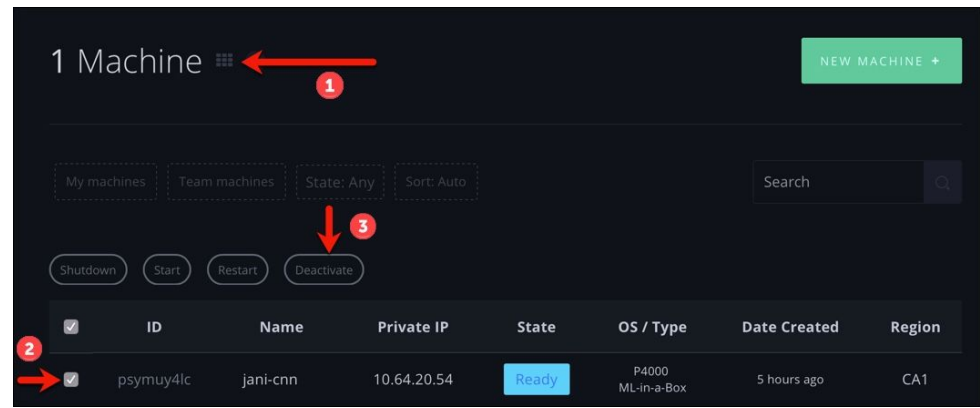 1 Machine
1
NEW MACHINE +
My machines Team machines State: Any Sort: Auto
Search
3
Shutdown Start Restart Deactivate
ID Name Private IP State OS / Type Date Created Region
2
psymuy4lc jani-cnn 10.64.20.54 Ready P4000 5 hours ago CA1
ML-in-a-Box